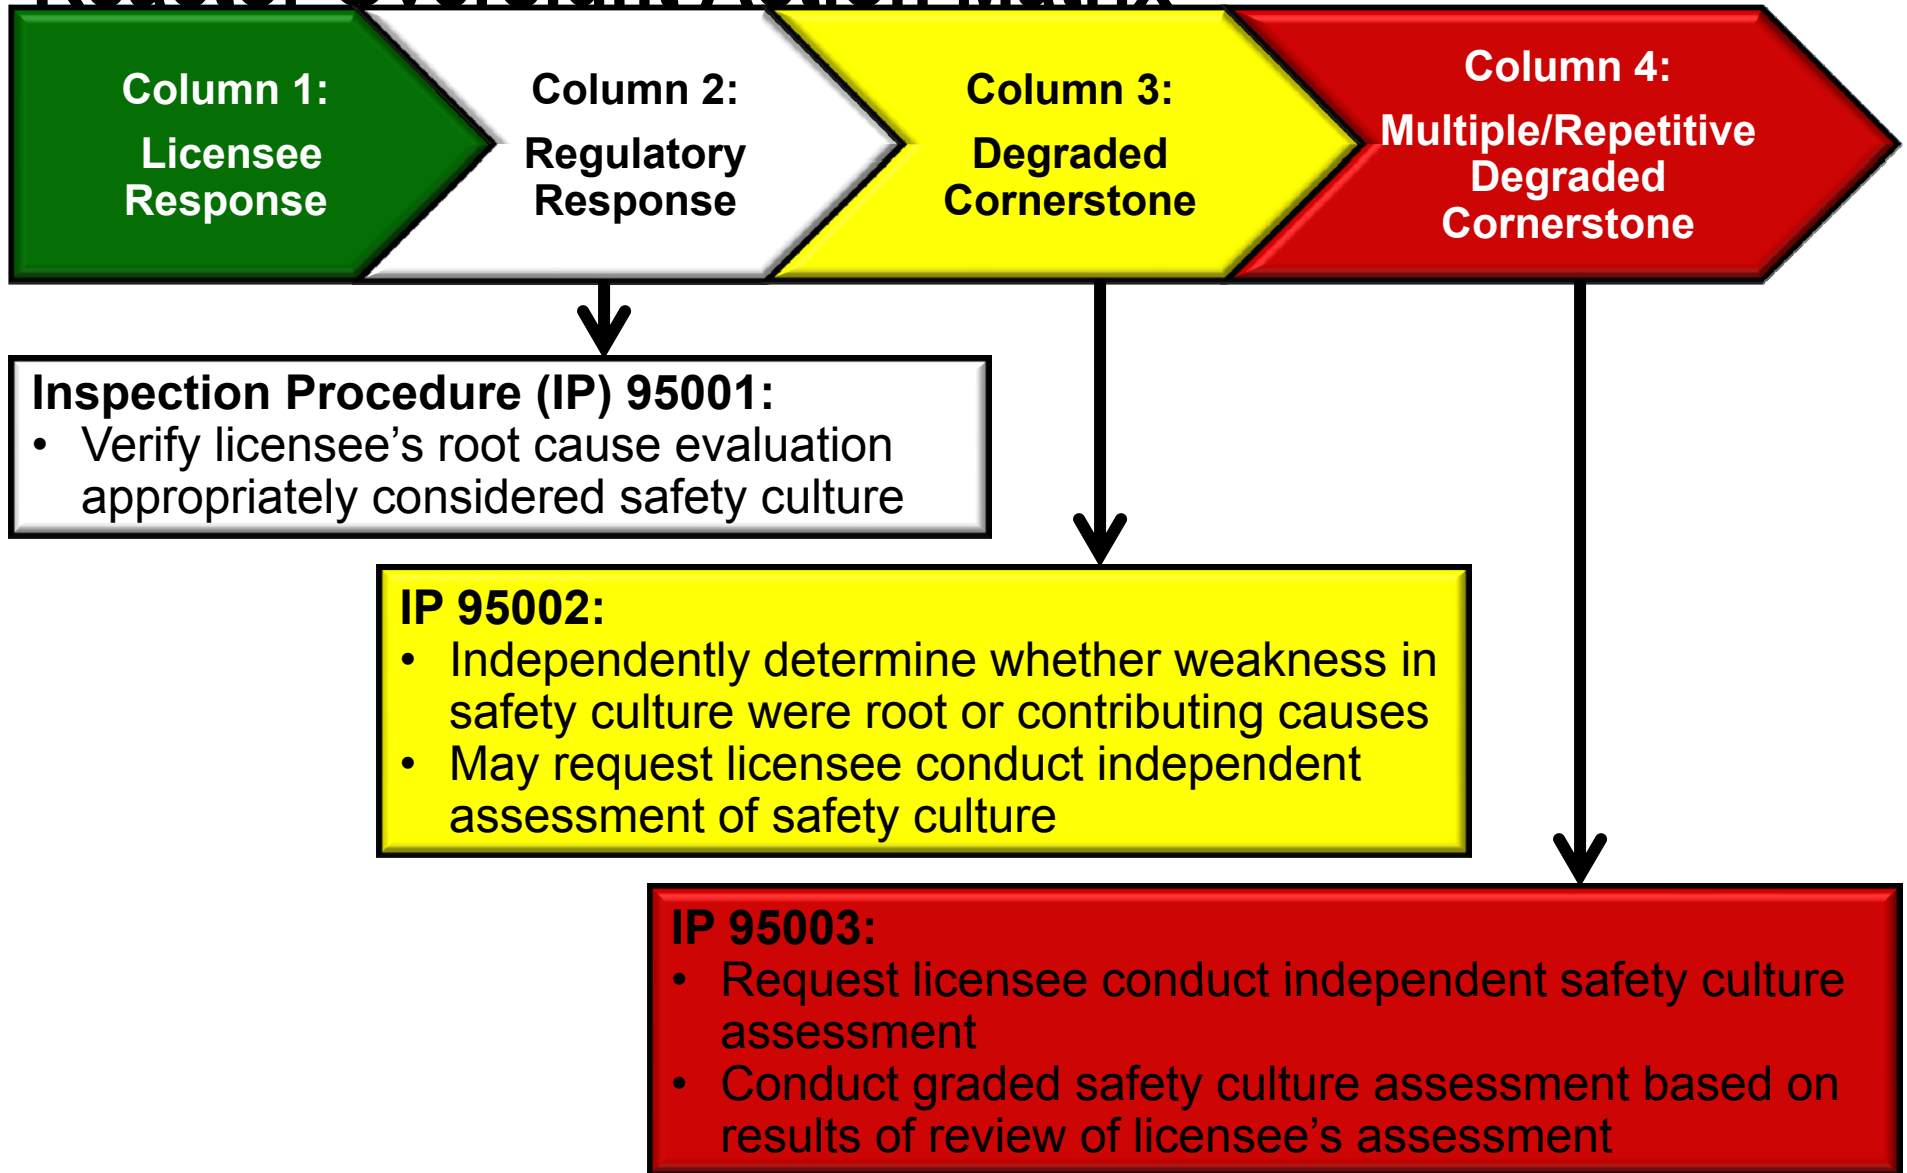 Column 1:
Licensee
Response
Column 2:
Regulatory
Response
Column 3:
Degraded
Cornerstone
Column 4:
Multiple/Repetitive
Degraded
Cornerstone
Inspection Procedure (IP) 95001:
• Verify licensee’s root cause evaluation
appropriately considered safety culture
IP 95002:
• Independently determine whether weakness in
safety culture were root or contributing causes
• May request licensee conduct independent
assessment of safety culture
IP 95003:
• Request licensee conduct independent safety culture
assessment
• Conduct graded safety culture assessment based on
results of review of licensee’s assessment